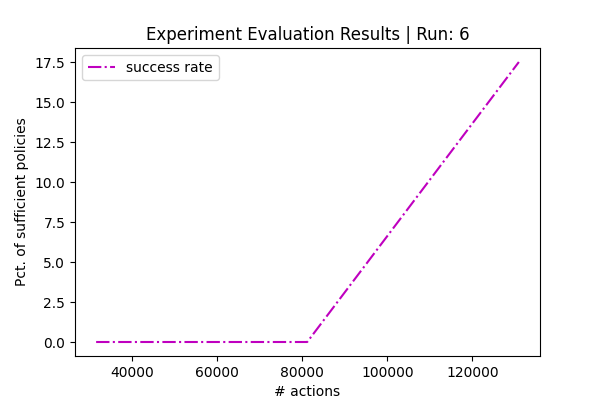 Experiment Evaluation Results | Run: 6
success rate
Pct. of sufficient policies
17.5
15.0
12.5
10.0
7.5
5.0
2.5
0.0
40000 60000 80000 100000 120000
# actions